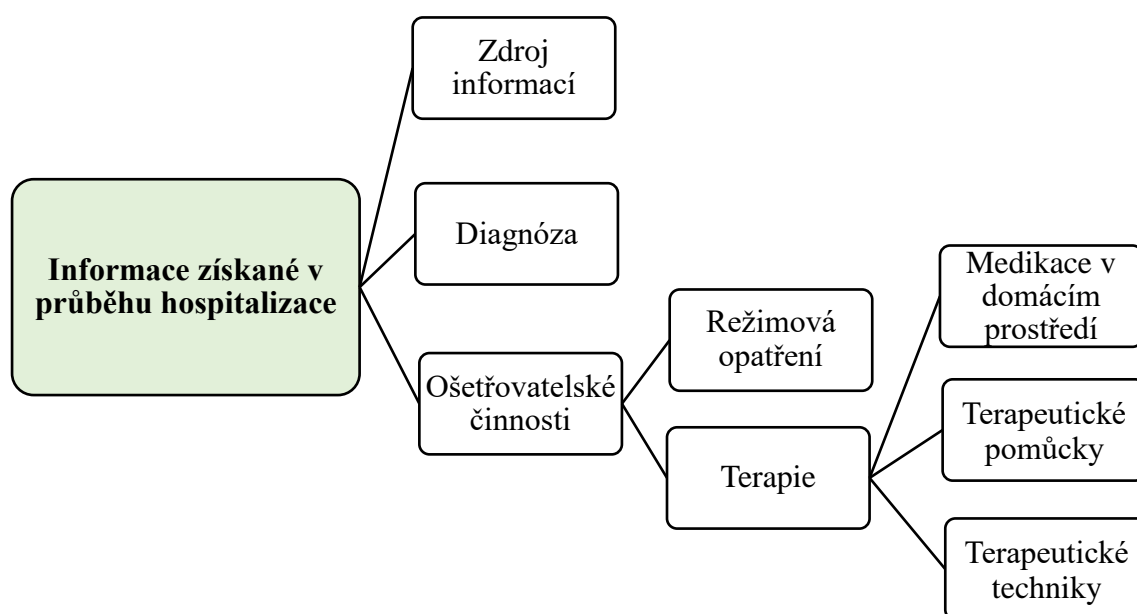 Zdroj
informací
Diagnóza
Informace získané v
průběhu hospitalizace
Ošetřovatelské
činnosti
Režimová
opatření
Terapie
Medikace v
domácím
prostředí
Terapeutické
pomůcky
Terapeutické
techniky